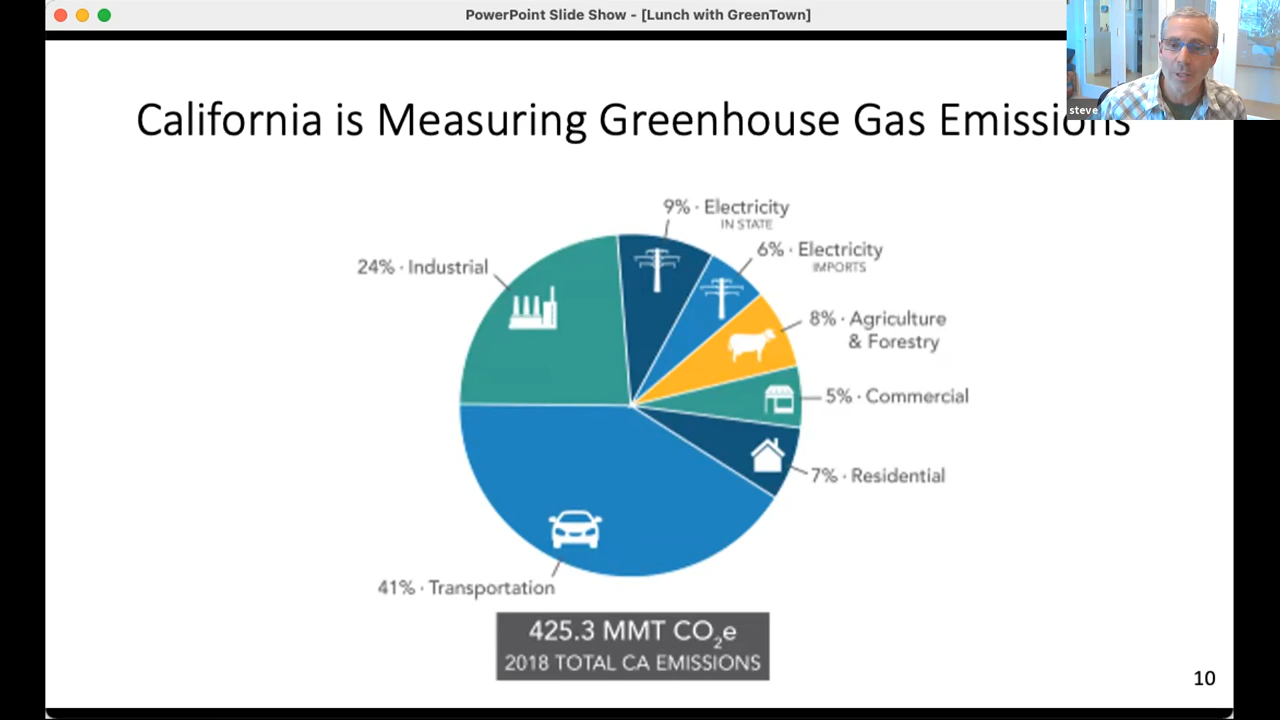 PowerPoint Slide Show - [Lunch with GreenTown]
steve
California is Measuring Greenhouse Gas Emissions
9% · Electricity
IN STATE
6% · Electricity
IMPORTS
24% · Industrial
8% · Agriculture
& Forestry
5% · Commercial
7% · Residential
41% · Transportation
425.3 MMT CO₂e
2018 TOTAL CA EMISSIONS
10